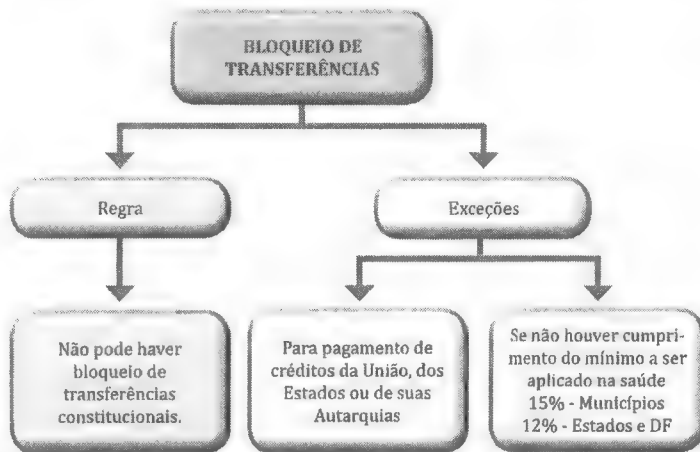 BLOQUEIO DE
TRANSFERÊNCIAS
Regra
Exceções
Não pode haver
bloqueio de
transferências
constitucionais.
Para pagamento de
créditos da União, dos
Estados ou de suas
Autarquias
Se não houver cumpri-
mento do mínimo a ser
aplicado na saúde
15% - Municípios
12% - Estados e DF